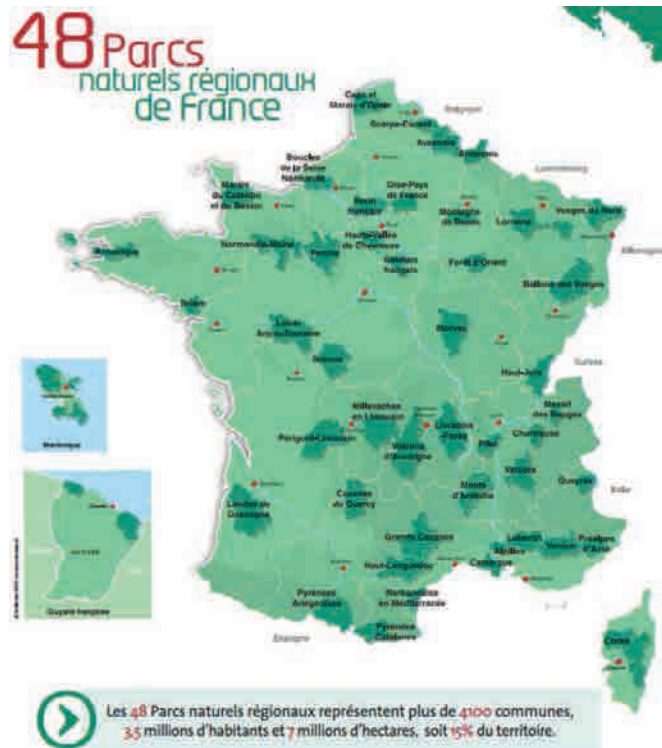 48 Parcs
naturels régionaux
de France
Caps et
Marais d'Opale
Belgique
Scarpe-Escaut
Avesnois
Ardennes
Luxembourg
Boucles
de la Seine
Normande
Marais
du Cotentin
et du Bessin
Oise-Pays
de France
Vexin
français
Montagne
de Reims
Lorraine
Vosges du Nord
Allemagne
Haute-Vallée
de Chevreuse
Armorique
Normandie-Maine
Perche
Gâtinais
français
Forêt d'Orient
Ballons des Vosges
Brière
Loire-
Anjou-Touraine
Morvan
Brenne
Haut-Jura
Suisse
Martinique
Millevaches
en Limousin
Massif
des Bauges
Périgord-Limousin
Livradois
-Forez
Pilat
Chartreuse
Volcans
d'Auvergne
Vercors
Queyras
Italie
Landes de
Gascogne
Causses
du Quercy
Monts
d'Ardèche
Guyane française
Grands Causses
Luberon
Verdon
Préalpes
d'Azur
Alpilles
Haut-Languedoc
Camargue
Pyrénées
Ariégeoises
Narbonnaise
en Méditerranée
Espagne
Pyrénées
Catalanes
Corse
Les 48 Parcs naturels régionaux représentent plus de 4100 communes,
3,5 millions d'habitants et 7 millions d'hectares, soit 15% du territoire.